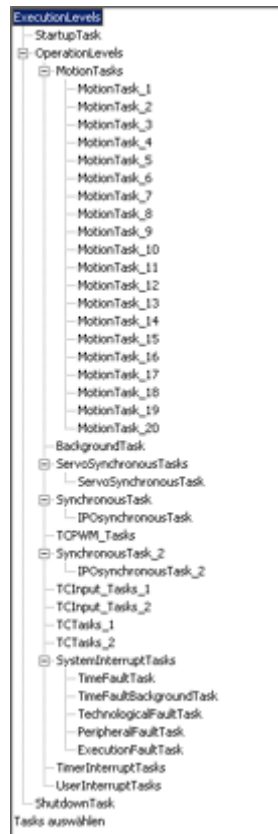 ExecutionLevels
StartupTask
OperationLevels
MotionTasks
MotionTask_1
MotionTask_2
MotionTask_3
MotionTask_4
MotionTask_5
MotionTask_6
MotionTask_7
MotionTask_8
MotionTask_9
MotionTask_10
MotionTask_11
MotionTask_12
MotionTask_13
MotionTask_14
MotionTask_15
MotionTask_16
MotionTask_17
MotionTask_18
MotionTask_19
MotionTask_20
BackgroundTask
ServoSynchronousTasks
ServoSynchronousTask
SynchronousTask
IPOsynchronousTask
TCPWM_Tasks
SynchronousTask_2
IPOsynchronousTask_2
TCInput_Tasks_1
TCInput_Tasks_2
TCTasks_1
TCTasks_2
SystemInterruptTasks
TimeFaultTask
TimeFaultBackgroundTask
TechnologicalFaultTask
PeripheralFaultTask
ExecutionFaultTask
TimerInterruptTasks
UserInterruptTasks
ShutdownTask
Tasks auswählen